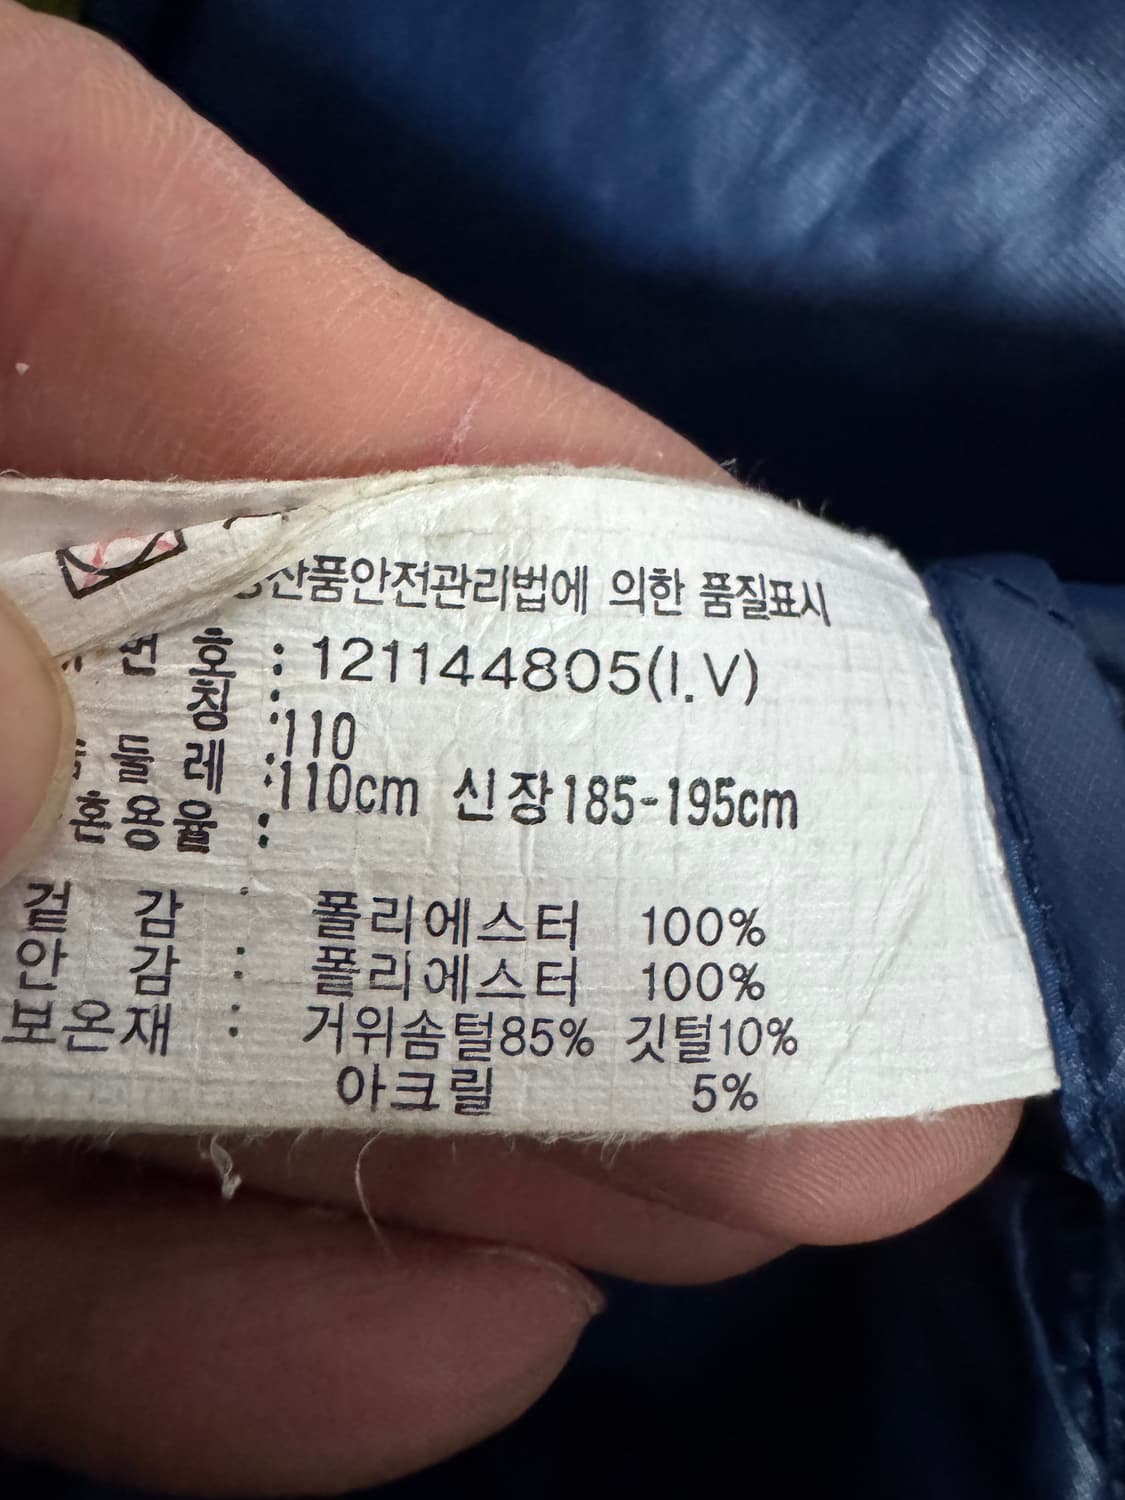 산품안전관리법에 의한 품질표시
번 호 : 121144805(I.V)
칭 : 110
둘 레 : 110cm 신장185-195cm
혼용율 :
겉 감 : 폴리에스터 100%
안 감 : 폴리에스터 100%
보온재 : 거위솜털85% 깃털10%
아크릴 5%